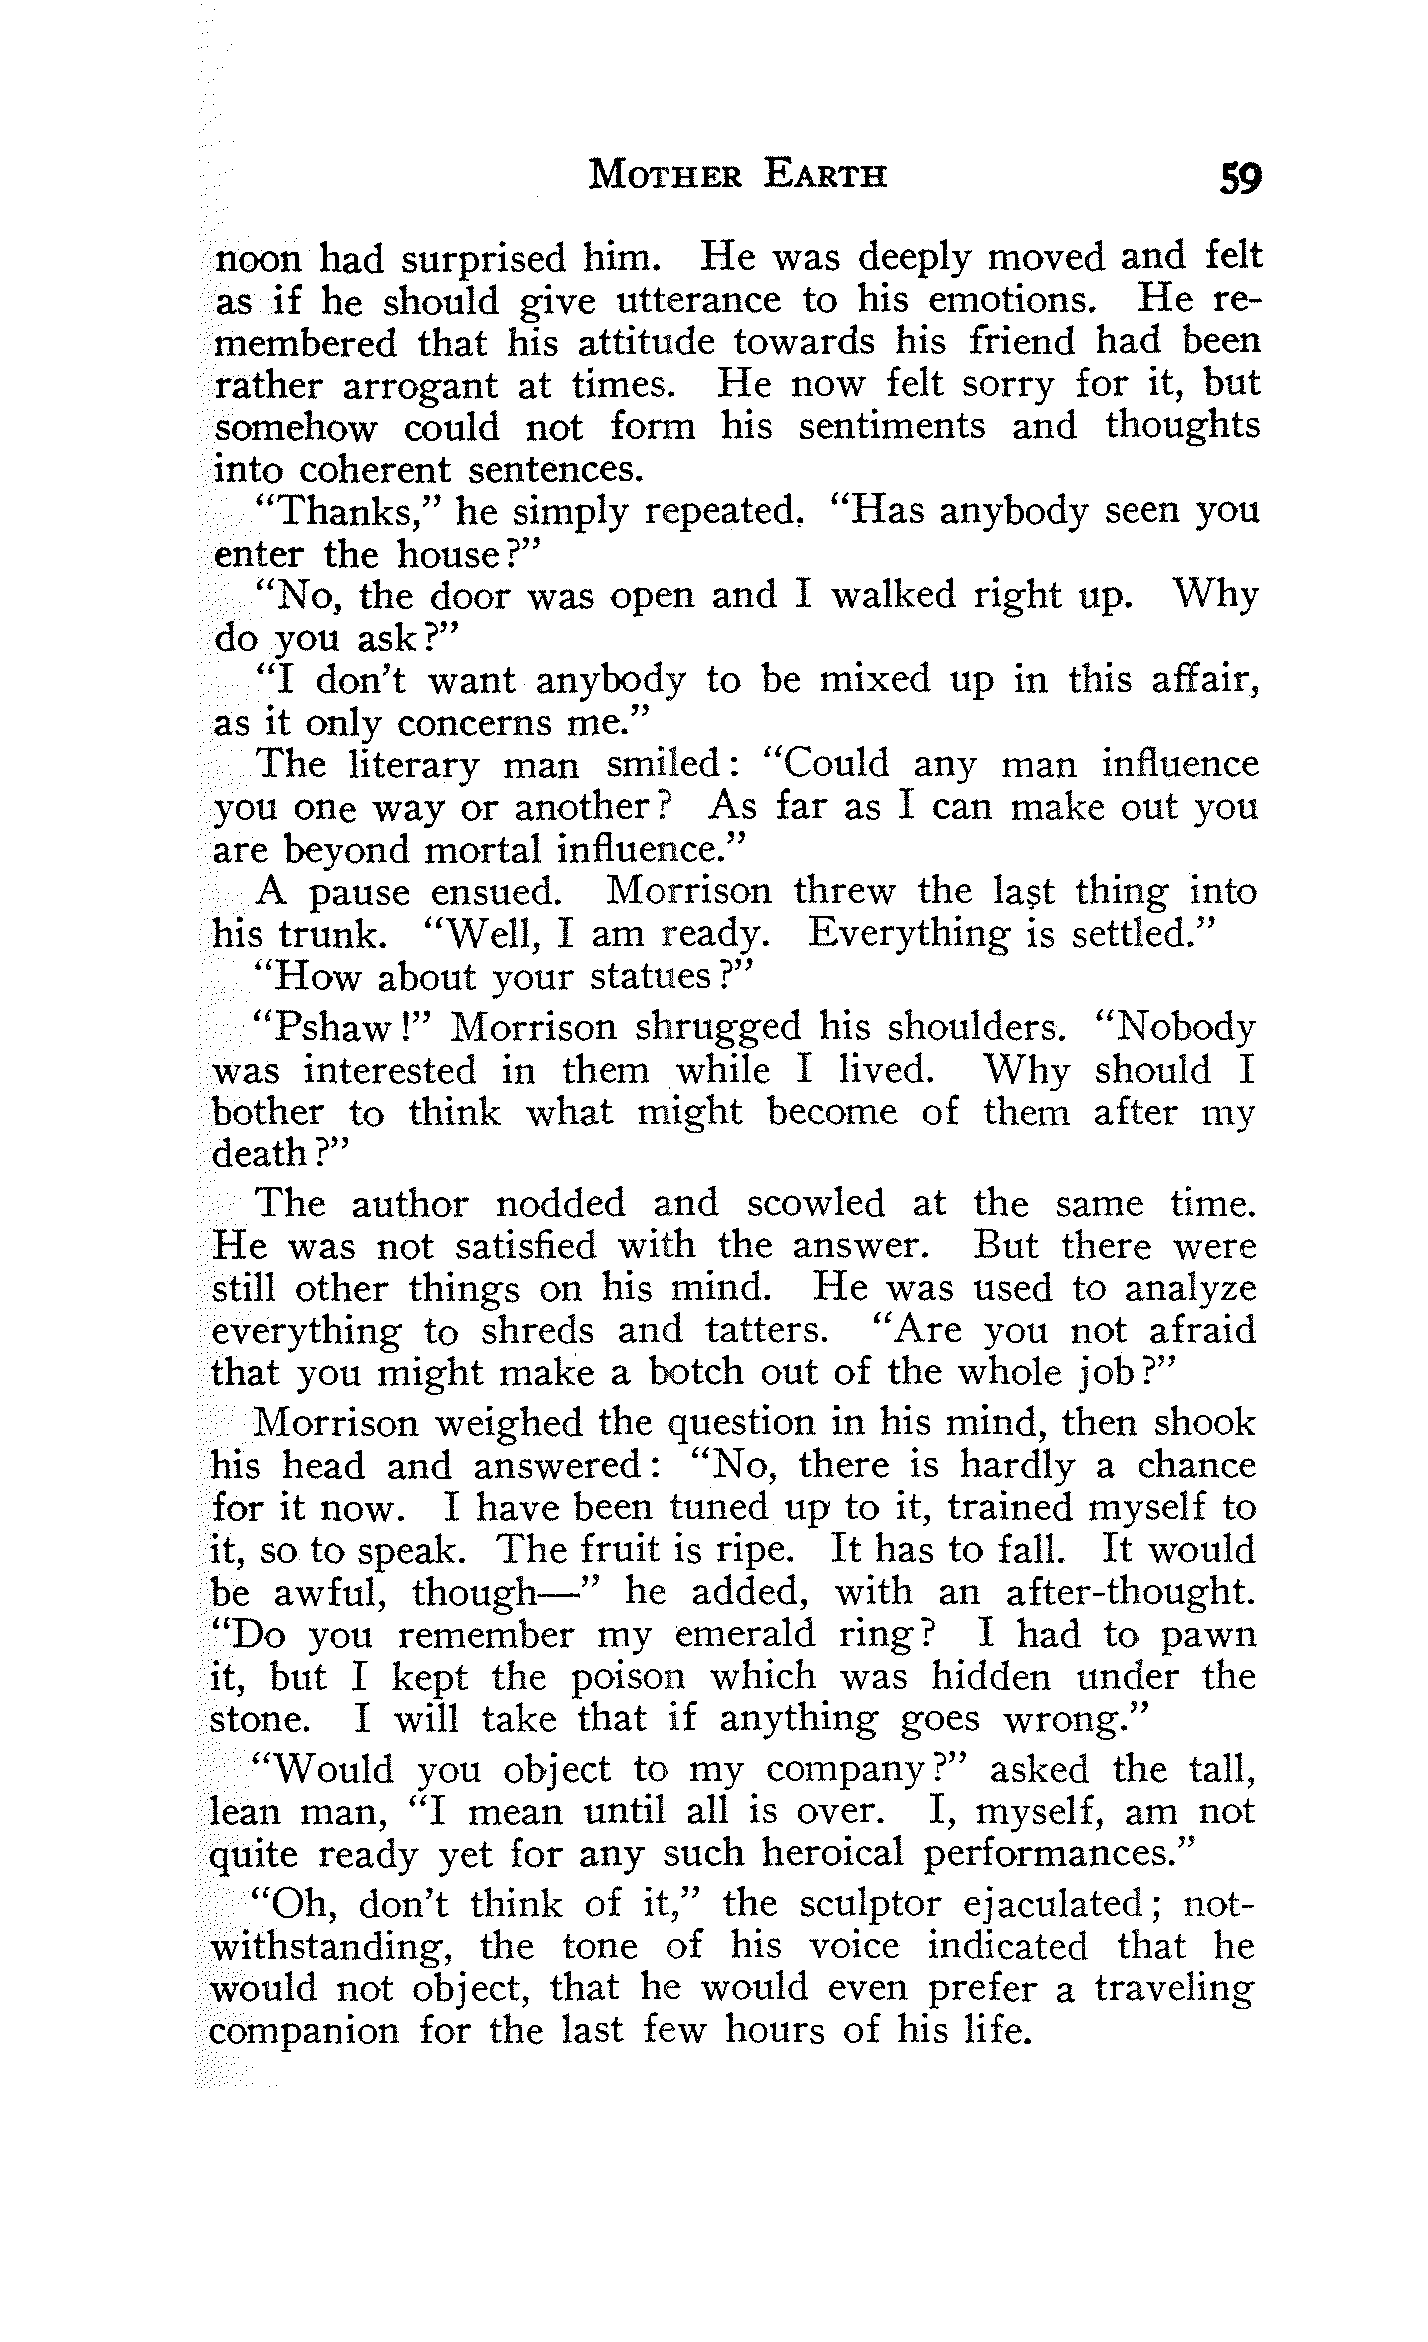 MOTHER EARTH 59
noon had surprised him. He was deeply moved and felt
as if he should give utterance to his emotions. He re-
membered that his attitude towards his friend had been
rather arrogant at times. He now felt sorry for it, but
somehow could not form his sentiments and thoughts
into coherent sentences.
"Thanks," he simply repeated. "Has anybody seen you
enter the house?"
"No, the door was open and I walked right up. Why
do you ask?"
"I don't want anybody to be mixed up in this affair,
as it only concerns me."
The literary man smiled: "Could any man influence
you one way or another? As far as I can make out you
are beyond mortal influence."
A pause ensued. Morrison threw the last thing into
his trunk. "Well, I am ready. Everything is settled."
"How about your statues?"
"Pshaw!" Morrison shrugged his shoulders. "Nobody
was interested in them while I lived. Why should I
bother to think what might become of them after my
death?"
The author nodded and scowled at the same time.
He was not satisfied with the answer. But there were
still other things on his mind. He was used to analyze
everything to shreds and tatters. "Are you not afraid
that you might make a botch out of the whole job?"
Morrison weighed the question in his mind, then shook
his head and answered: "No, there is hardly a chance
for it now. I have been tuned up to it, trained myself to
it, so to speak. The fruit is ripe. It has to fall. It would
be awful, though—" he added, with an after-thought.
"Do you remember my emerald ring? I had to pawn
it, but I kept the poison which was hidden under the
stone. I will take that if anything goes wrong."
"Would you object to my company?" asked the tall,
lean man, "I mean until all is over. I, myself, am not
quite ready yet for any such heroical performances."
"Oh, don't think of it," the sculptor ejaculated; not-
withstanding, the tone of his voice indicated that he
would not object, that he would even prefer a traveling
companion for the last few hours of his life.